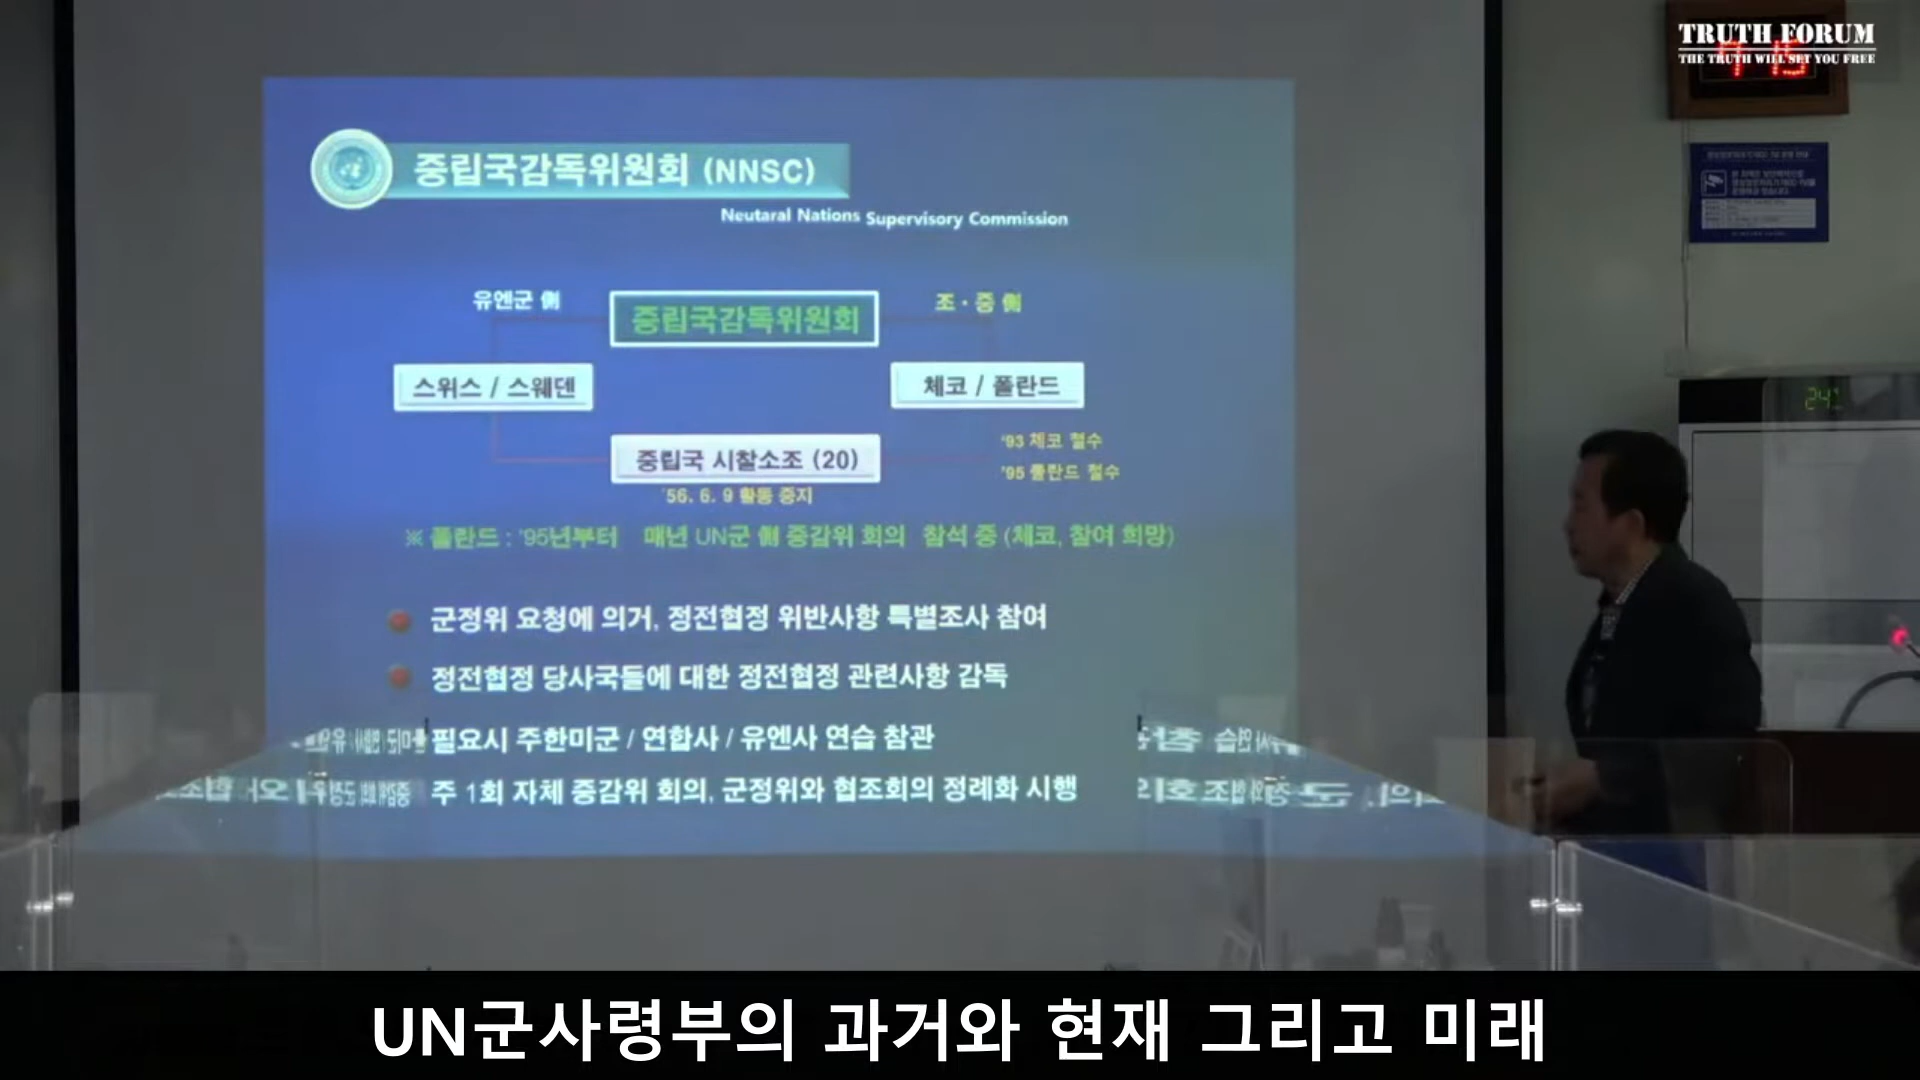 TRUTH FORUM
THE TRUTH WILL SET YOU FREE
중립국감독위원회 (NNSC)
Neutaral Nations Supervisory Commission
유엔군 側
중립국감독위원회
조·중 側
스위스 / 스웨덴
체코 / 폴란드
중립국 시찰소조 (20)
'56. 6. 9 활동 중지
'93 체코 철수
'95 폴란드 철수
※ 폴란드 : '95년부터 매년 UN군 側 중감위 회의 참석 중 (체코, 참여 희망)
군정위 요청에 의거, 정전협정 위반사항 특별조사 참여
정전협정 당사국들에 대한 정전협정 관련사항 감독
필요시 주한미군 / 연합사 / 유엔사 연습 참관
주 1회 자체 중감위 회의, 군정위와 협조회의 정례화 시행
UN군사령부의 과거와 현재 그리고 미래